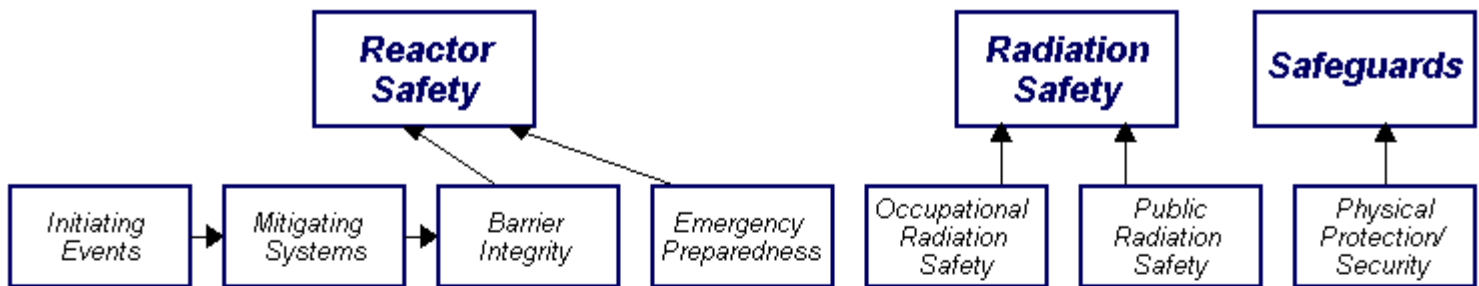 Reactor
Safety
Radiation
Safety
Safeguards
Initiating
Events
Mitigating
Systems
Barrier
Integrity
Emergency
Preparedness
Occupational
Radiation
Safety
Public
Radiation
Safety
Physical
Protection/
Security